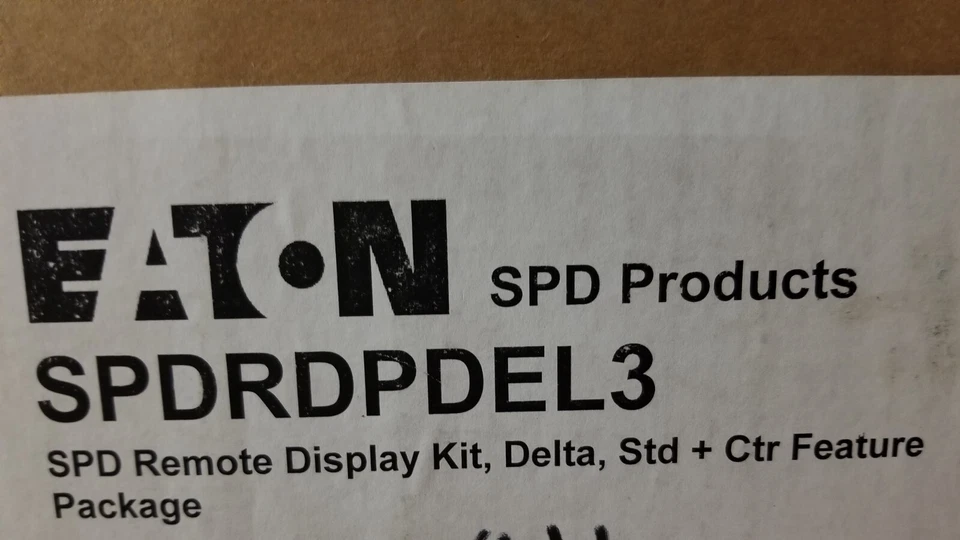 EATON SPD Products
SPDRDPDEL3
SPD Remote Display Kit, Delta, Std + Ctr Feature
Package